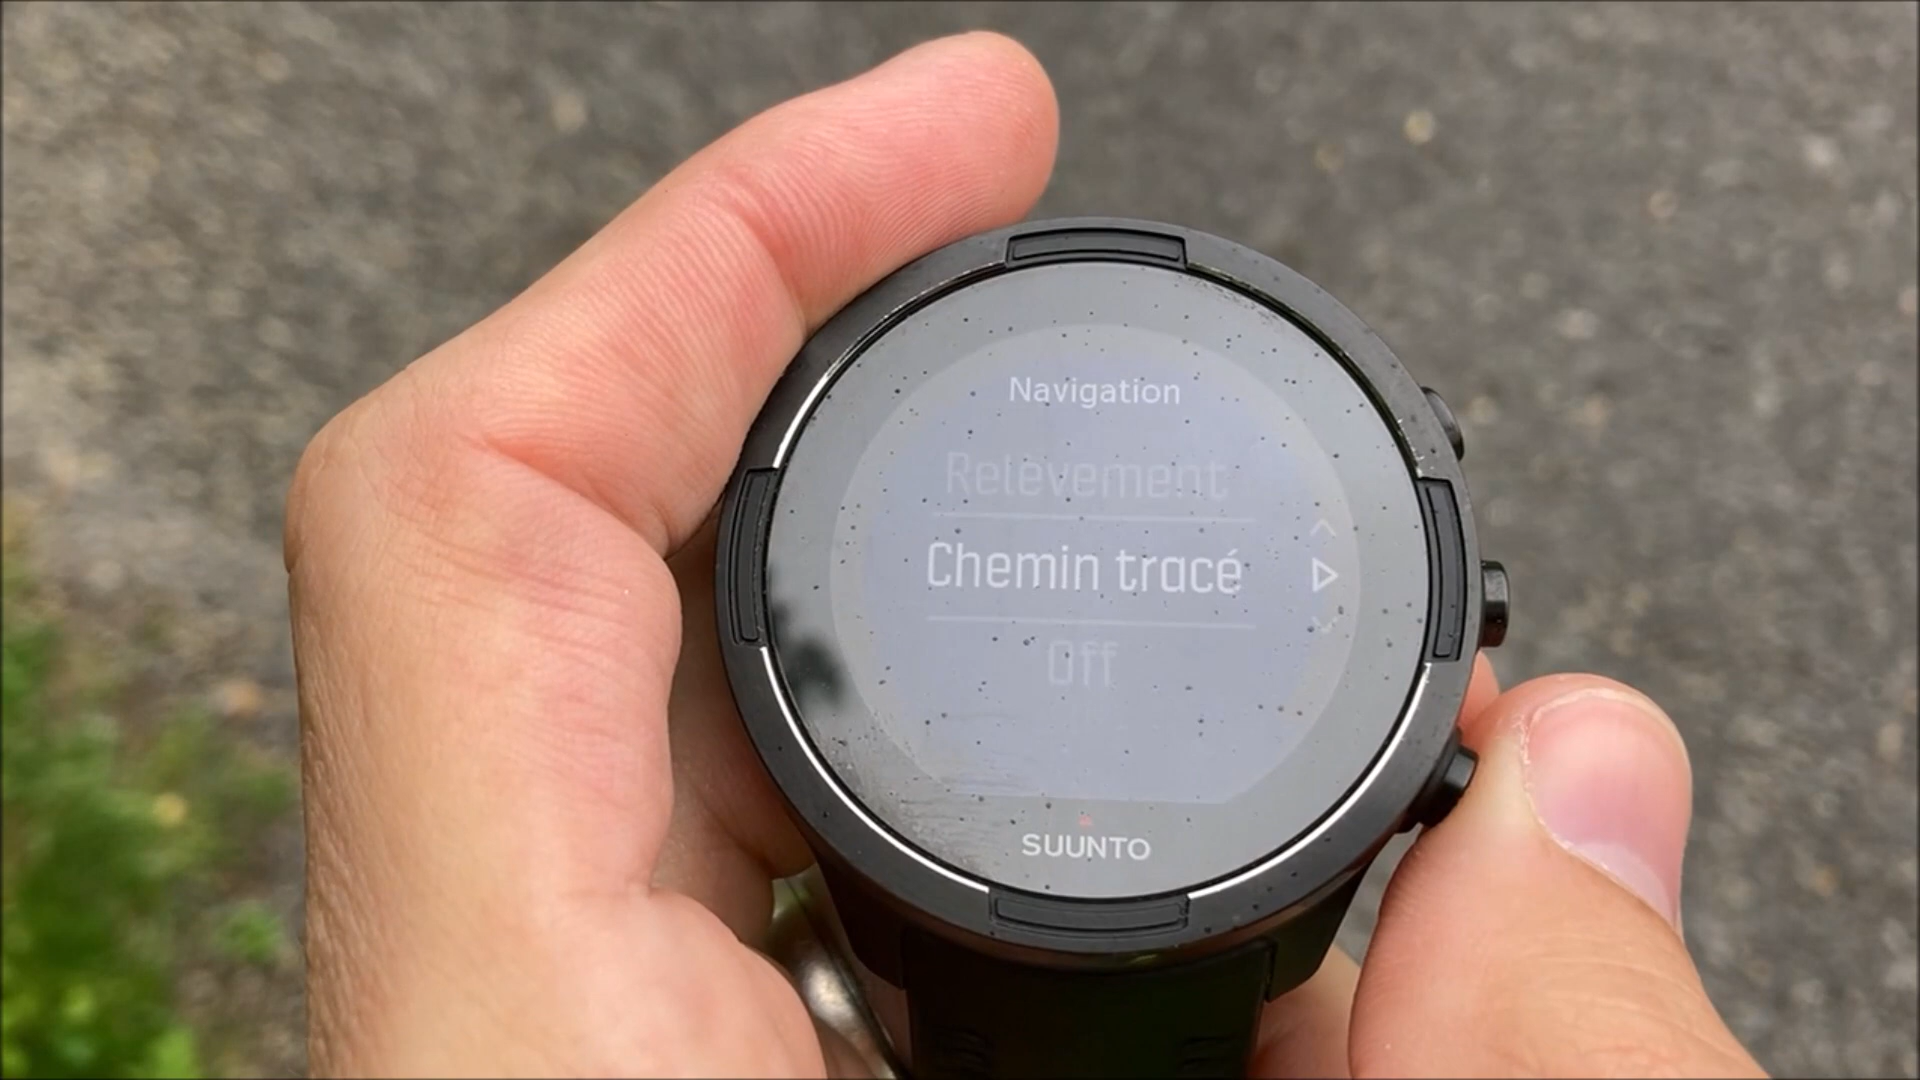 Navigation
Relèvement
Chemin tracé
Off
SUUNTO